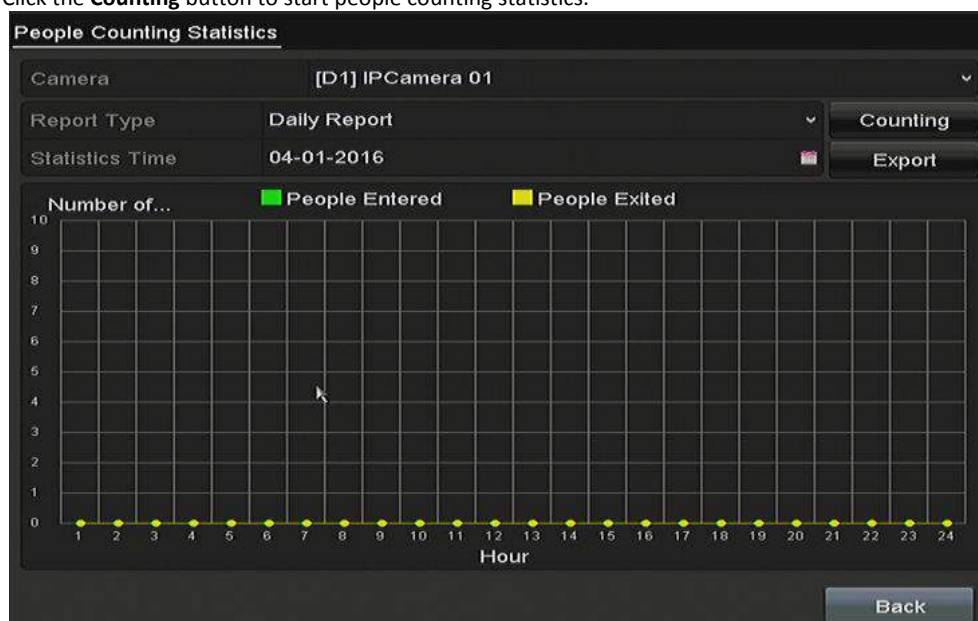 Click the Counting button to start people counting statistics.
People Counting Statistics
Camera [D1] IPCamera 01
Report Type Daily Report Counting
Statistics Time 04-01-2016 Export
Number of... People Entered People Exited
10
9
8
7
6
5
4
3
2
1
0
1 2 3 4 5 6 7 8 9 10 11 12 13 14 15 16 17 18 19 20 21 22 23 24
Hour
Back